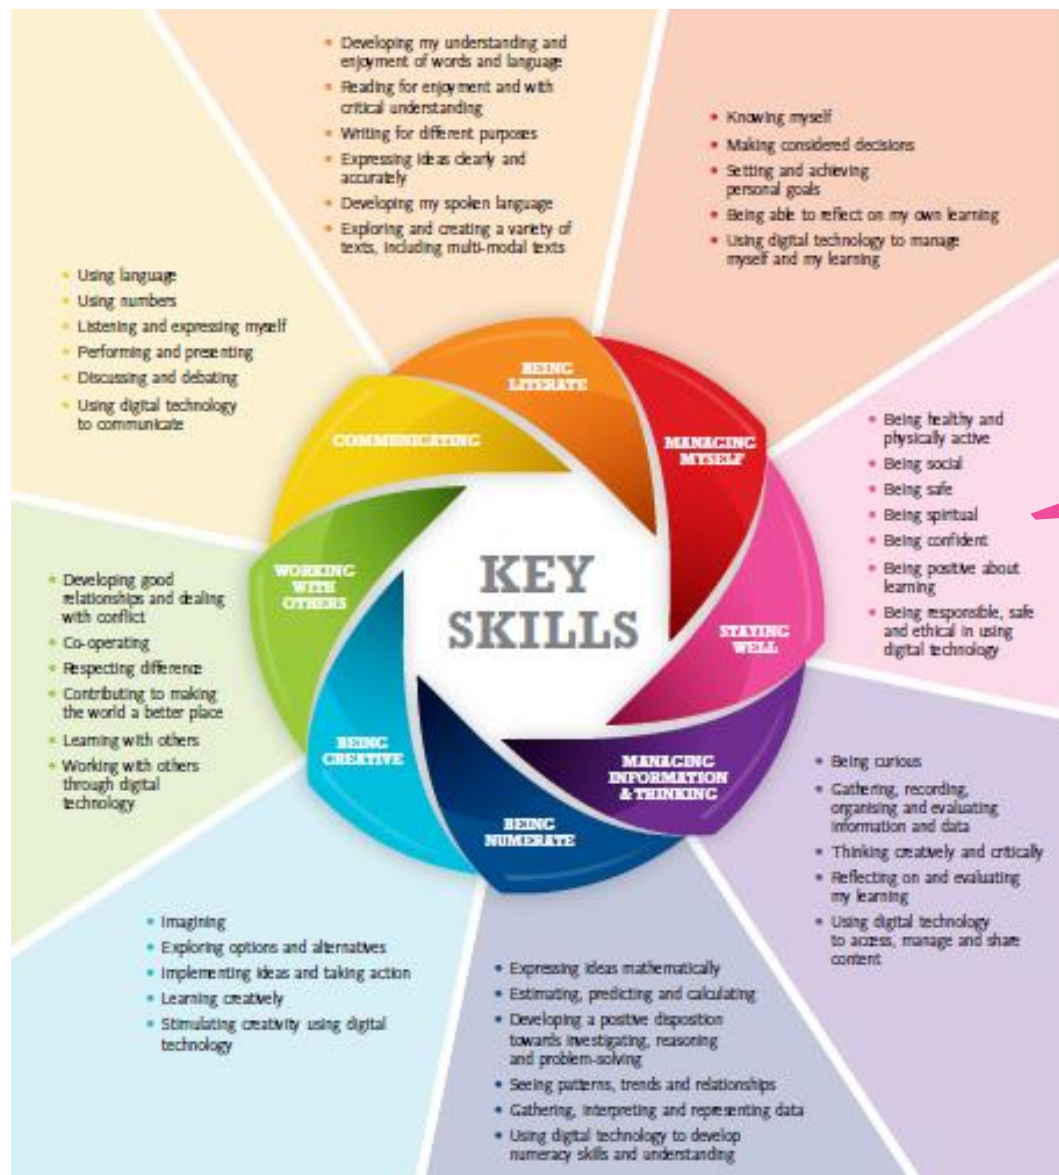 • Developing my understanding and
enjoyment of words and language
• Reading for enjoyment and with
critical understanding
• Writing for different purposes
• Expressing ideas clearly and
accurately
• Developing my spoken language
• Exploring and creating a variety of
texts, including multi-modal texts
• Knowing myself
• Making considered decisions
• Setting and achieving
personal goals
• Being able to reflect on my own learning
• Using digital technology to manage
myself and my learning
• Using language
• Using numbers
• Listening and expressing myself
• Performing and presenting
• Discussing and debating
• Using digital technology
to communicate
BEING
LITERATE
COMMUNICATING
MANAGING
MYSELF
• Being healthy and
physically active
• Being social
• Being safe
• Being spiritual
• Being confident
• Being positive about
learning
• Being responsible, safe
and ethical in using
digital technology
KEY
SKILLS
WORKING
WITH
OTHERS
STAYING
WELL
• Developing good
relationships and dealing
with conflict
• Co-operating
• Respecting difference
• Contributing to making
the world a better place
• Learning with others
• Working with others
through digital
technology
BEING
CREATIVE
MANAGING
INFORMATION
& THINKING
BEING
NUMERATE
• Being curious
• Gathering, recording,
organising and evaluating
information and data
• Thinking creatively and critically
• Reflecting on and evaluating
my learning
• Using digital technology
to access, manage and share
content
• Imagining
• Exploring options and alternatives
• Implementing ideas and taking action
• Learning creatively
• Stimulating creativity using digital
technology
• Expressing ideas mathematically
• Estimating, predicting and calculating
• Developing a positive disposition
towards investigating, reasoning
and problem-solving
• Seeing patterns, trends and relationships
• Gathering, interpreting and representing data
• Using digital technology to develop
numeracy skills and understanding